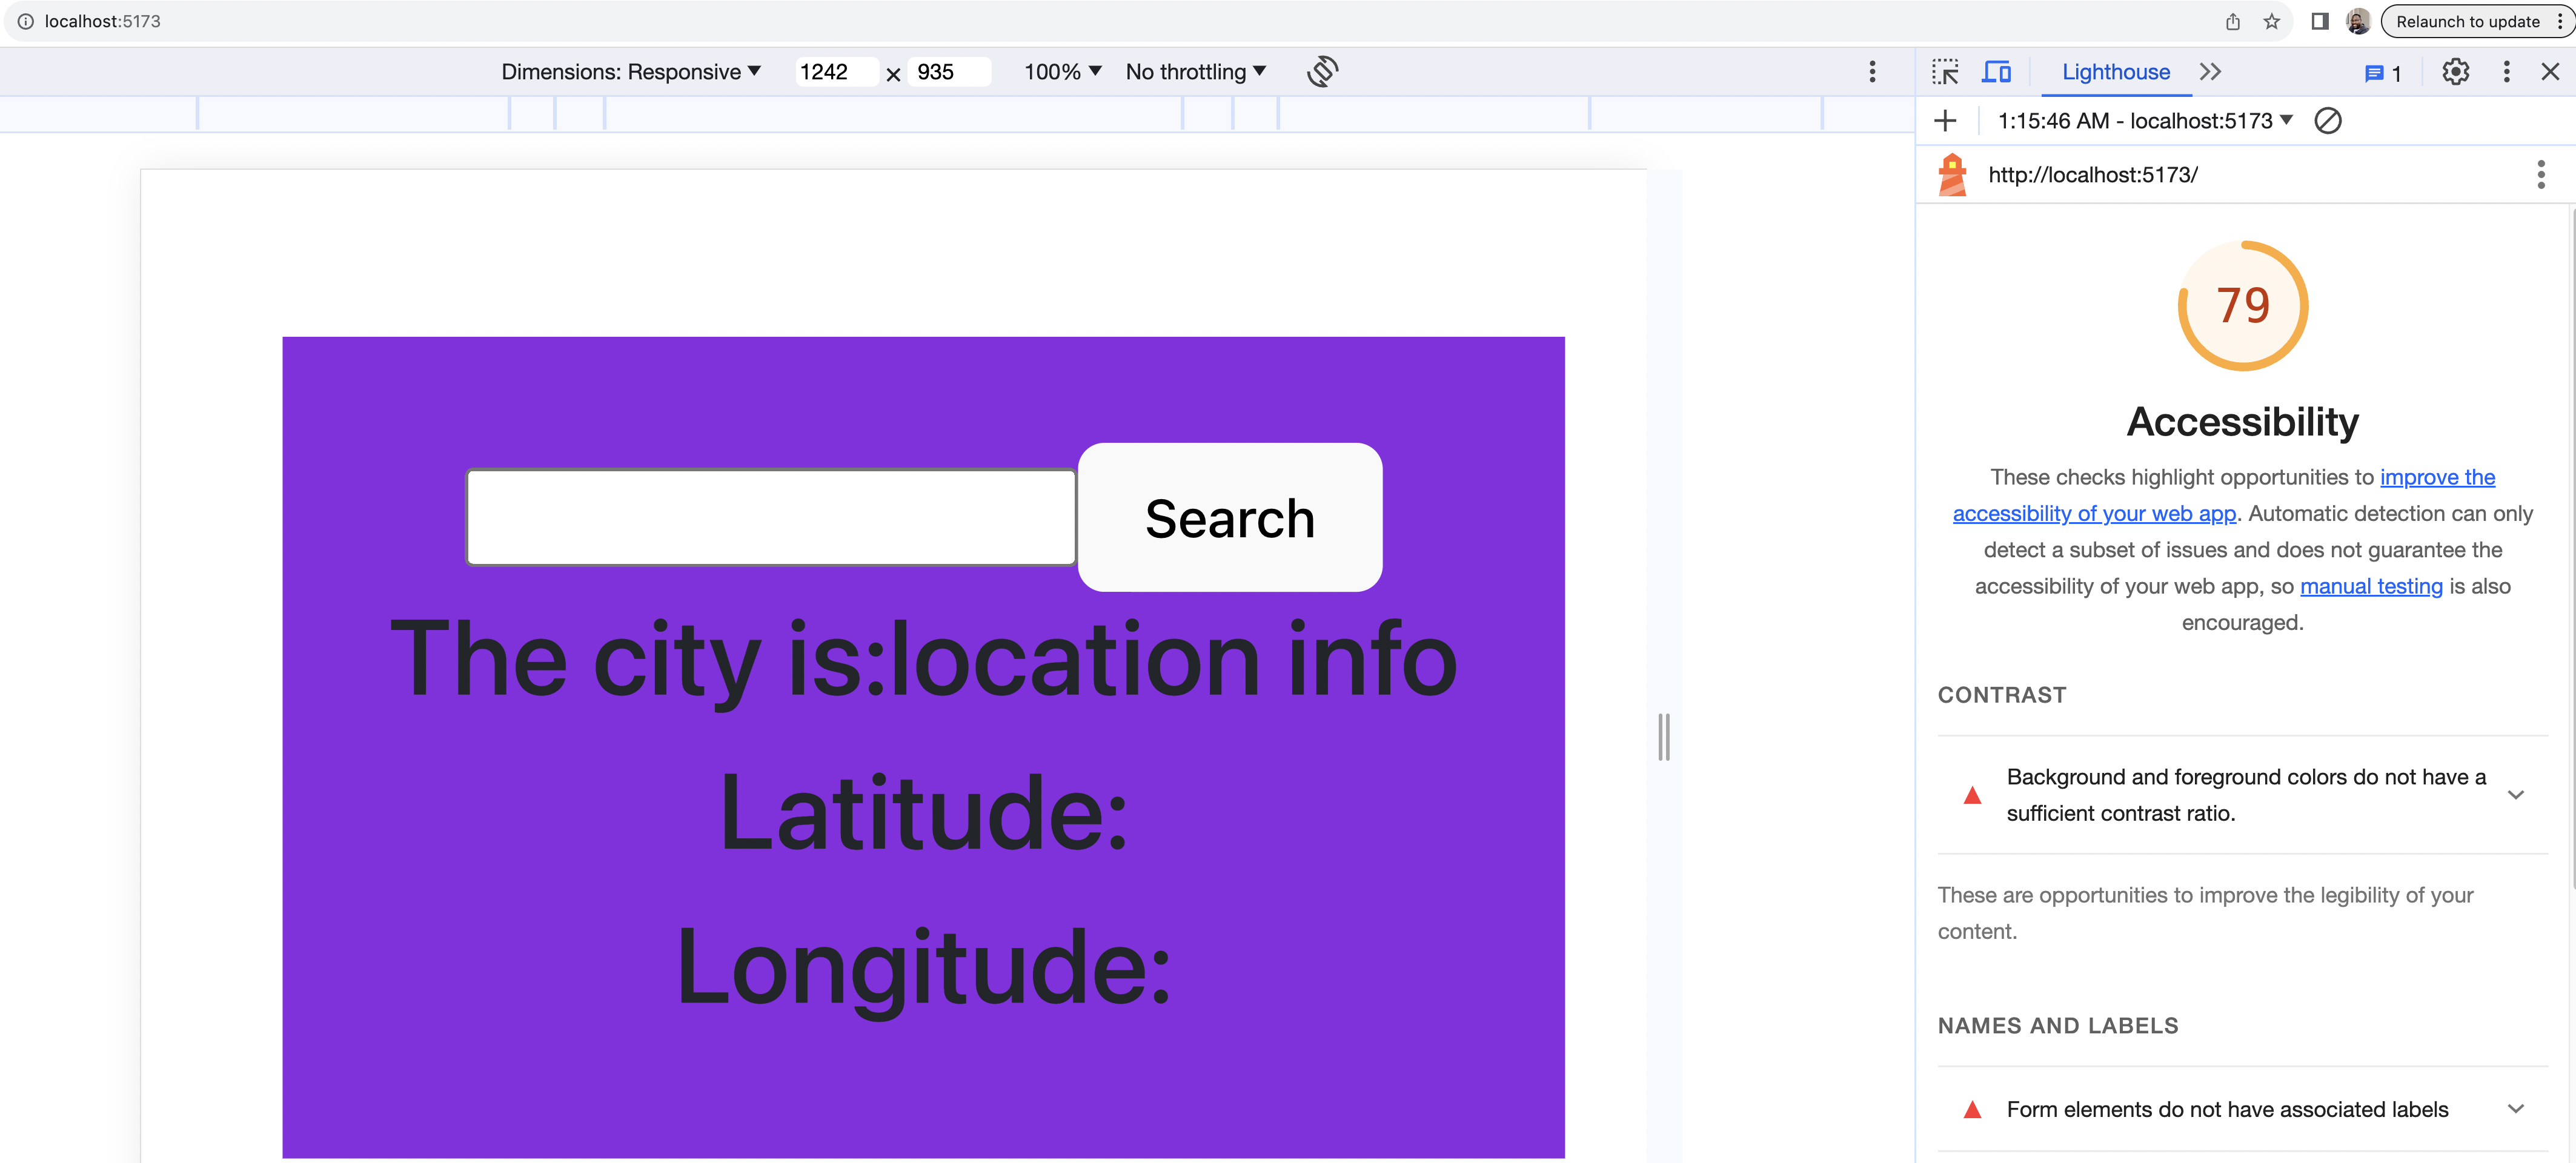 localhost:5173
Relaunch to update
Dimensions: Responsive 1242 × 935 100% No throttling
Lighthouse 1
1:15:46 AM - localhost:5173
http://localhost:5173/
Search
The city is:location info
Latitude:
Longitude:
79
Accessibility
These checks highlight opportunities to improve the
accessibility of your web app. Automatic detection can only
detect a subset of issues and does not guarantee the
accessibility of your web app, so manual testing is also
encouraged.
CONTRAST
Background and foreground colors do not have a
sufficient contrast ratio.
These are opportunities to improve the legibility of your
content.
NAMES AND LABELS
Form elements do not have associated labels